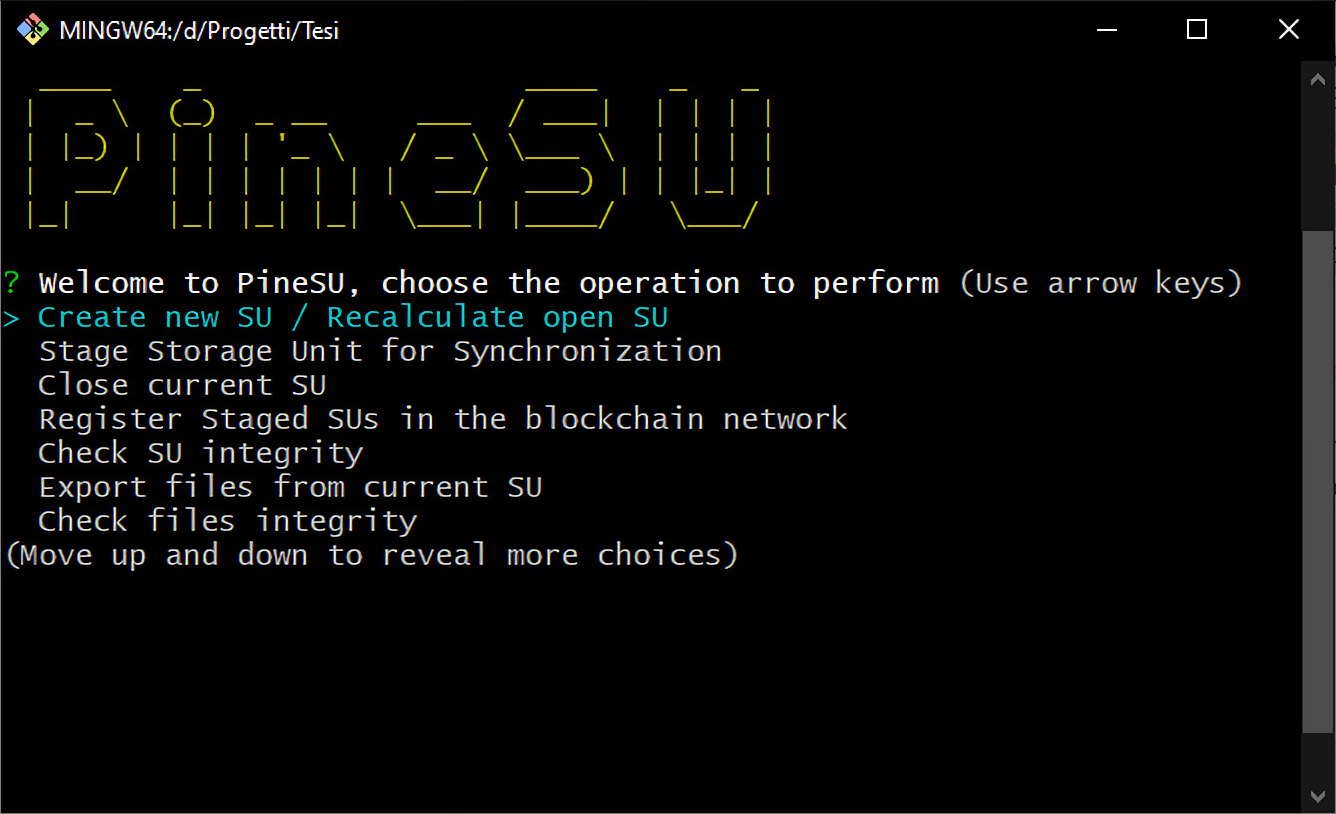 MINGW64:/d/Progetti/Tesi
PineSU
? Welcome to PineSU, choose the operation to perform (Use arrow keys)
> Create new SU / Recalculate open SU
Stage Storage Unit for Synchronization
Close current SU
Register Staged SUs in the blockchain network
Check SU integrity
Export files from current SU
Check files integrity
(Move up and down to reveal more choices)